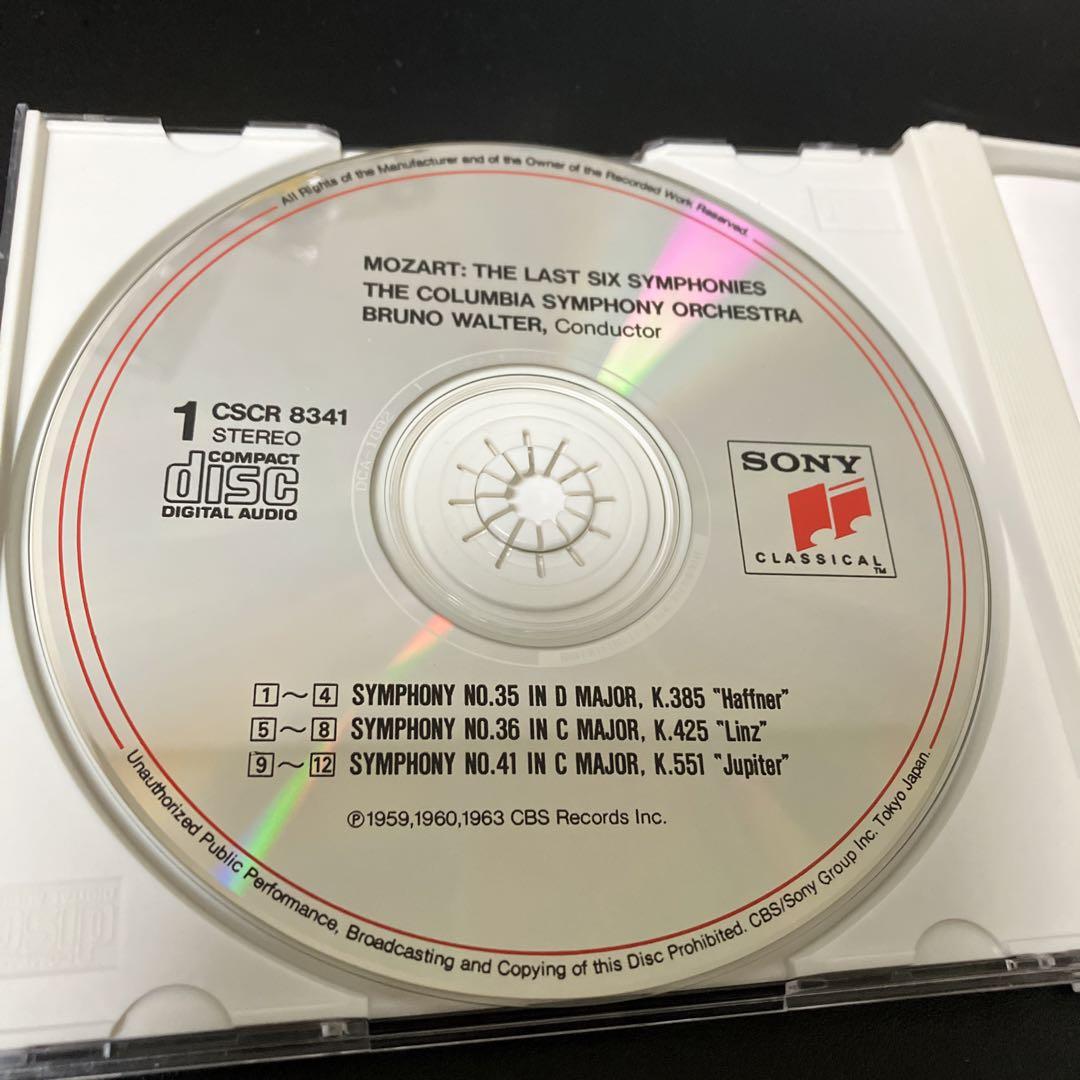 All Rights of the Manufacturer and of the Owner of the Recorded Work Reserved.
MOZART: THE LAST SIX SYMPHONIES
THE COLUMBIA SYMPHONY ORCHESTRA
BRUNO WALTER, Conductor
1 CSCR 8341
STEREO
COMPACT
disc
DIGITAL AUDIO
DCA-1092 1
SONY
CLASSICAL TM
1~4 SYMPHONY NO.35 IN D MAJOR, K.385 "Haffner"
5~8 SYMPHONY NO.36 IN C MAJOR, K.425 "Linz"
9~12 SYMPHONY NO.41 IN C MAJOR, K.551 "Jupiter"
℗1959,1960,1963 CBS Records Inc.
Unauthorized Public Performance, Broadcasting and Copying of this Disc Prohibited. CBS/Sony Group Inc. Tokyo Japan.